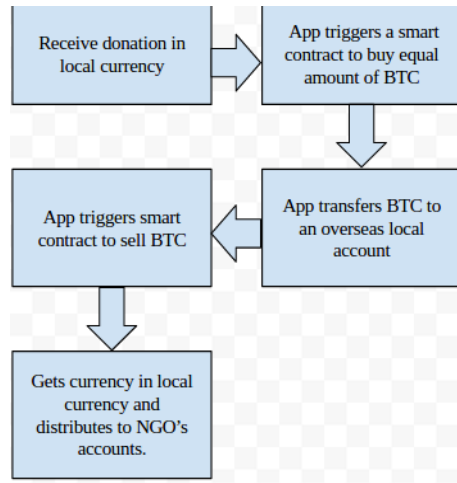 Receive donation in
local currency
App triggers a smart
contract to buy equal
amount of BTC
App transfers BTC to
an overseas local
account
App triggers smart
contract to sell BTC
Gets currency in local
currency and
distributes to NGO's
accounts.